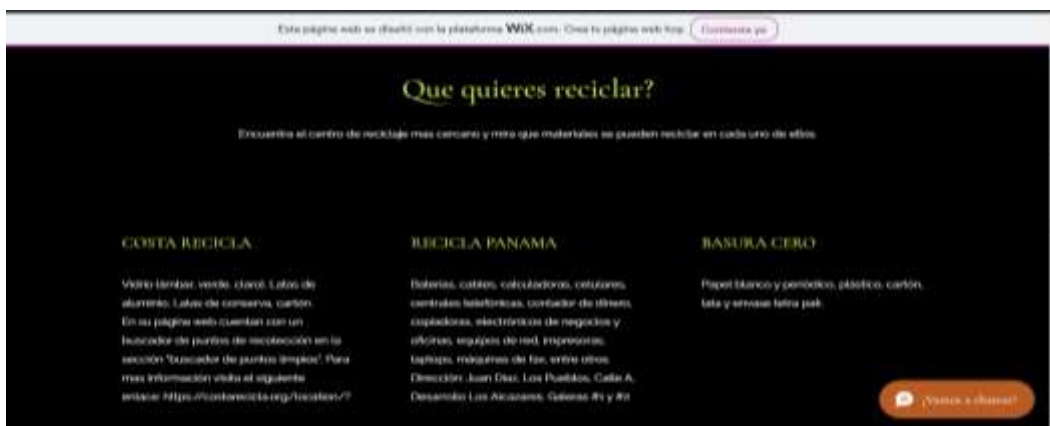 Esta página web se diseñó con la plataforma WiX.com. Crea tu página web hoy. Comienza ya
Que quieres reciclar?
Encuentra el centro de reciclaje mas cercano y mira que materiales se pueden reciclar en cada uno de ellos.
COSTA RECICLA
Vidrio (ámbar, verde, claro), Latas de
aluminio, Latas de conserva, cartón.
En su página web cuentan con un
buscador de puntos de recolección en la
sección "buscador de puntos limpios". Para
mas información visita el siguiente
enlace: https://costarecicla.org/location/?
RECICLA PANAMA
Baterías, cables, calculadoras, celulares,
centrales telefónicas, contador de dinero,
copiadoras, electrónicos de negocios y
oficinas, equipos de red, impresoras,
laptops, máquinas de fax, entre otros.
Dirección: Juan Díaz, Los Pueblos, Calle A,
Desarrollo Los Alcazares, Galeras #1 y #2
BASURA CERO
Papel blanco y periódico, plástico, cartón,
lata y envase tetra pak.
¡Vamos a chatear!